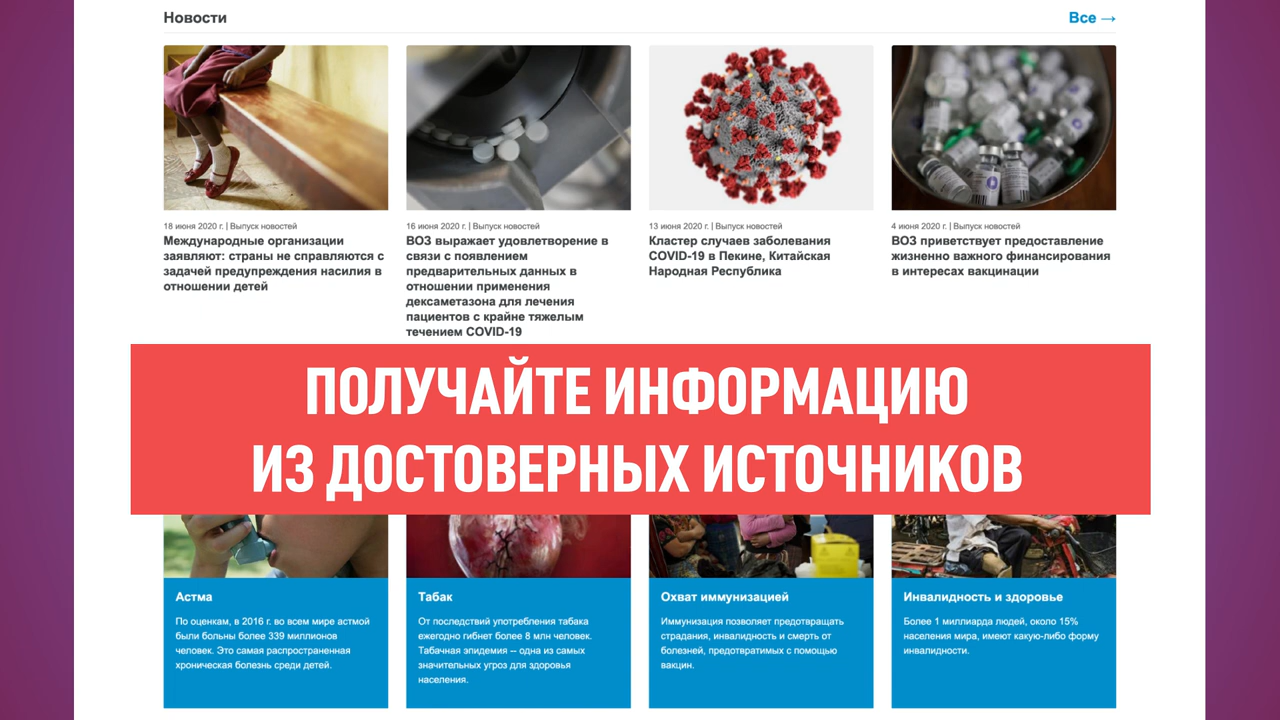 Новости
Все →
18 июня 2020 г. | Выпуск новостей
Международные организации
заявляют: страны не справляются с
задачей предупреждения насилия в
отношении детей
16 июня 2020 г. | Выпуск новостей
ВОЗ выражает удовлетворение в
связи с появлением
предварительных данных в
отношении применения
дексаметазона для лечения
пациентов с крайне тяжелым
течением COVID-19
13 июня 2020 г. | Выпуск новостей
Кластер случаев заболевания
COVID-19 в Пекине, Китайская
Народная Республика
4 июня 2020 г. | Выпуск новостей
ВОЗ приветствует предоставление
жизненно важного финансирования
в интересах вакцинации
ПОЛУЧАЙТЕ ИНФОРМАЦИЮ
ИЗ ДОСТОВЕРНЫХ ИСТОЧНИКОВ
Астма
По оценкам, в 2016 г. во всем мире астмой
были больны более 339 миллионов
человек. Это самая распространенная
хроническая болезнь среди детей.
Табак
От последствий употребления табака
ежегодно гибнет более 8 млн человек.
Табачная эпидемия – одна из самых
значительных угроз для здоровья
населения.
Охват иммунизацией
Иммунизация позволяет предотвращать
страдания, инвалидность и смерть от
болезней, предотвратимых с помощью
вакцин.
Инвалидность и здоровье
Более 1 миллиарда людей, около 15%
населения мира, имеют какую-либо форму
инвалидности.